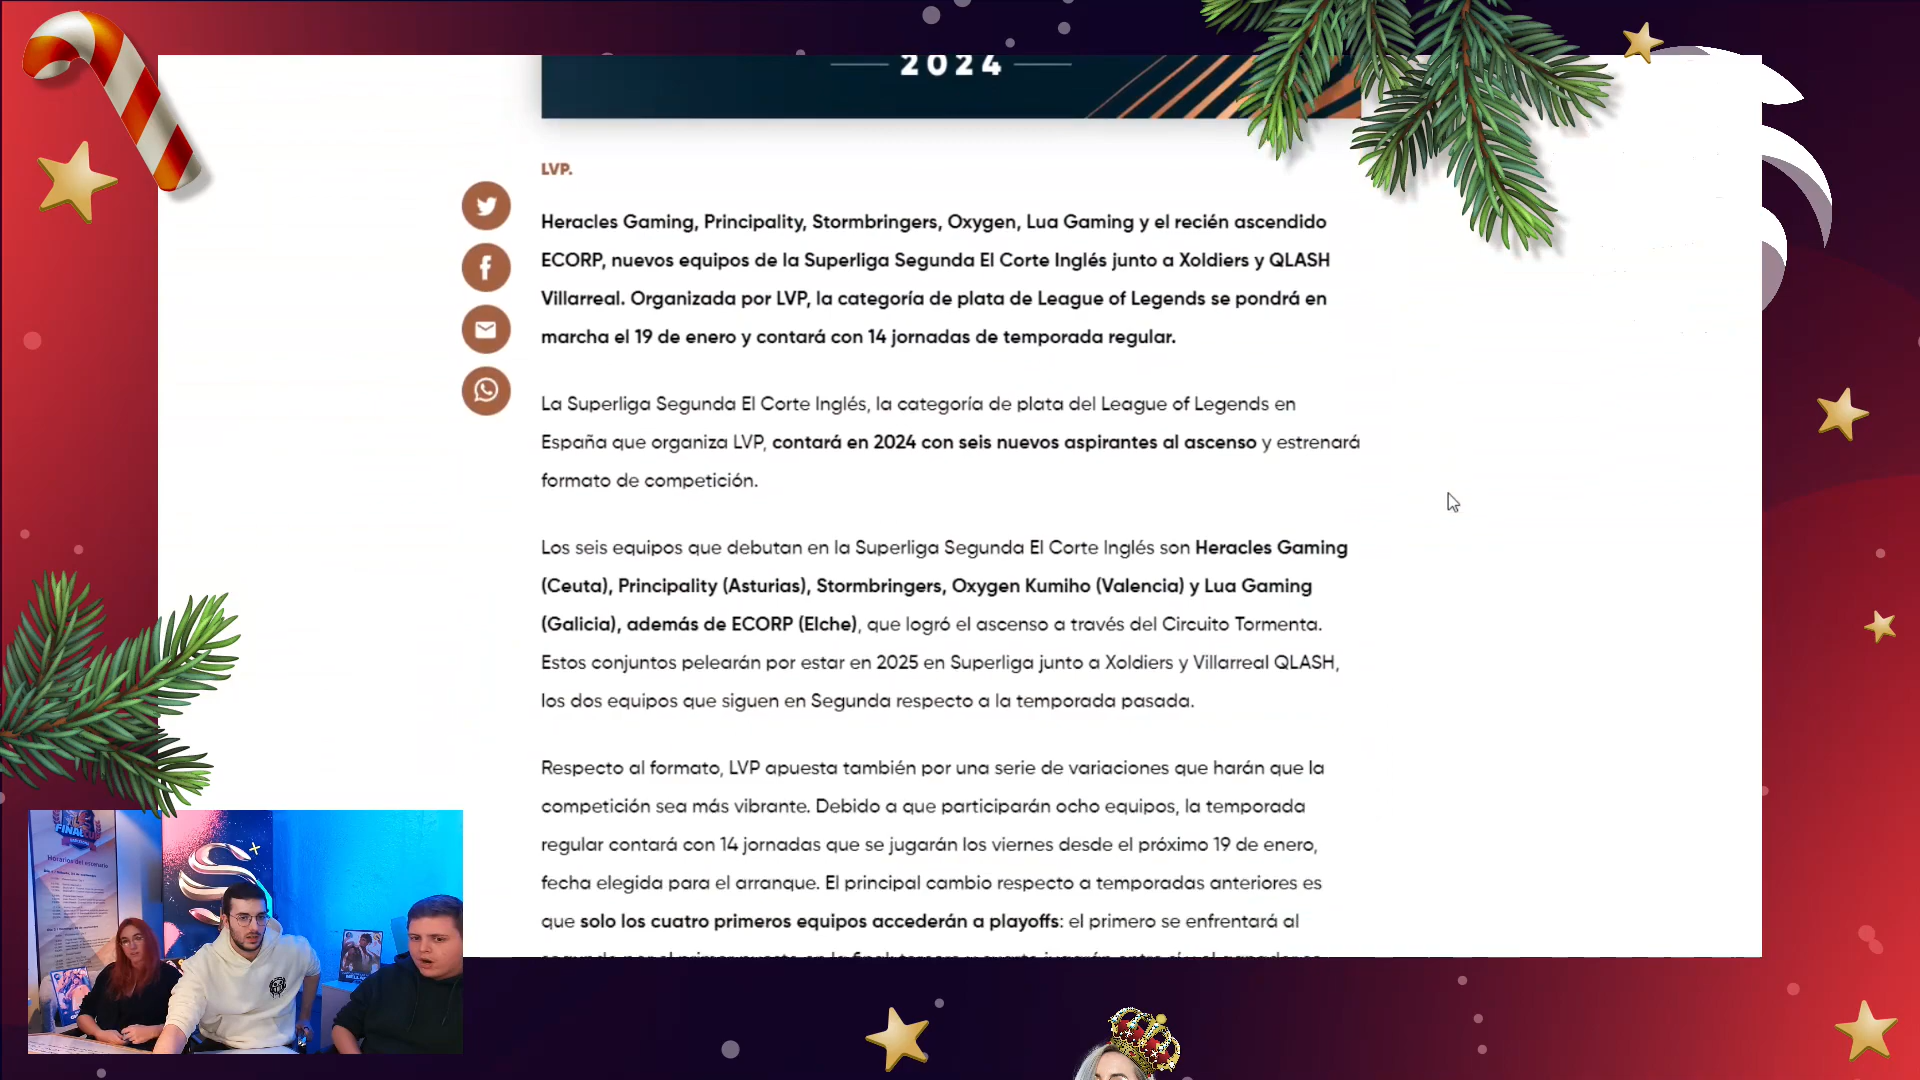 2024
LVP.
Heracles Gaming, Principality, Stormbringers, Oxygen, Lua Gaming y el recién ascendido
ECORP, nuevos equipos de la Superliga Segunda El Corte Inglés junto a Xoldiers y QLASH
Villarreal. Organizada por LVP, la categoría de plata de League of Legends se pondrá en
marcha el 19 de enero y contará con 14 jornadas de temporada regular.
La Superliga Segunda El Corte Inglés, la categoría de plata del League of Legends en
España que organiza LVP, contará en 2024 con seis nuevos aspirantes al ascenso y estrenará
formato de competición.
Los seis equipos que debutan en la Superliga Segunda El Corte Inglés son Heracles Gaming
(Ceuta), Principality (Asturias), Stormbringers, Oxygen Kumiho (Valencia) y Lua Gaming
(Galicia), además de ECORP (Elche), que logró el ascenso a través del Circuito Tormenta.
Estos conjuntos pelearán por estar en 2025 en Superliga junto a Xoldiers y Villarreal QLASH,
los dos equipos que siguen en Segunda respecto a la temporada pasada.
Respecto al formato, LVP apuesta también por una serie de variaciones que harán que la
competición sea más vibrante. Debido a que participarán ocho equipos, la temporada
regular contará con 14 jornadas que se jugarán los viernes desde el próximo 19 de enero,
fecha elegida para el arranque. El principal cambio respecto a temporadas anteriores es
que solo los cuatro primeros equipos accederán a playoffs: el primero se enfrentará al
FINAL CUP
Horarios del escenario